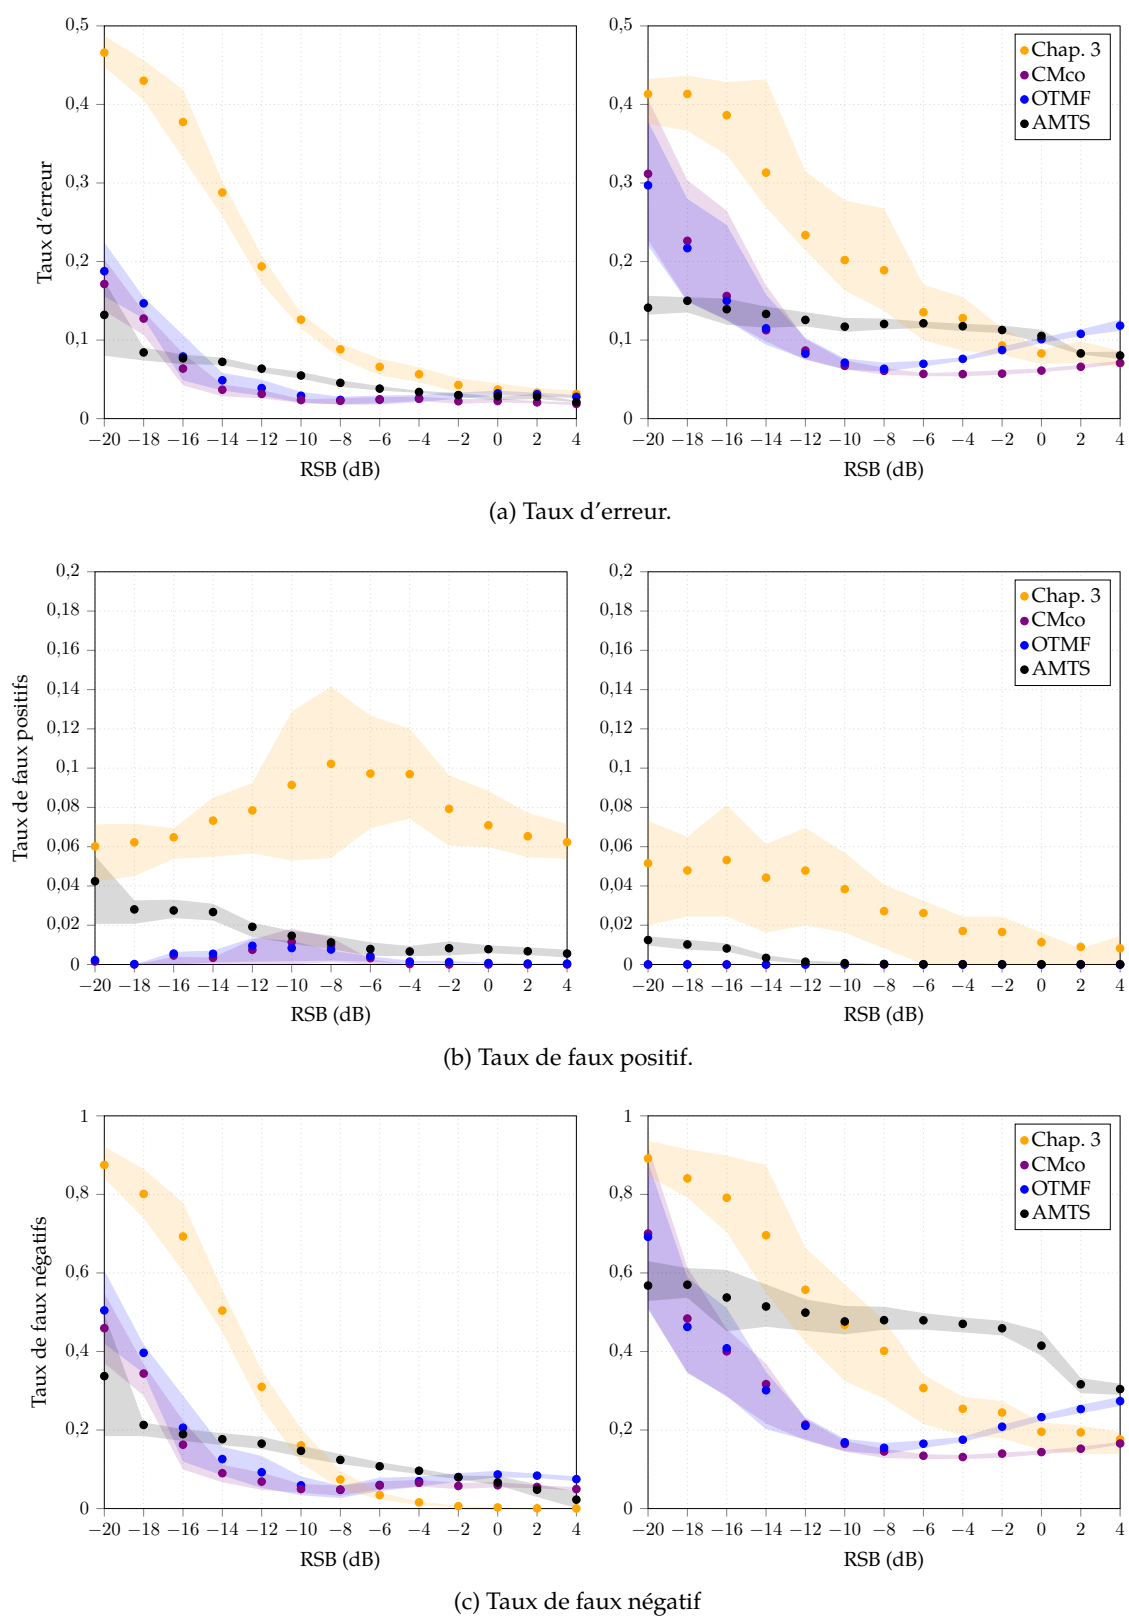 0,5
0,4
0,3
0,2
0,1
0
Taux d'erreur
−20 −18 −16 −14 −12 −10 −8 −6 −4 −2 0 2 4
RSB (dB)
0,5
0,4
0,3
0,2
0,1
0
−20 −18 −16 −14 −12 −10 −8 −6 −4 −2 0 2 4
RSB (dB)
Chap. 3
CMco
OTMF
AMTS
(a) Taux d'erreur.
0,2
0,18
0,16
0,14
0,12
0,1
0,08
0,06
0,04
0,02
0
Taux de faux positifs
−20 −18 −16 −14 −12 −10 −8 −6 −4 −2 0 2 4
RSB (dB)
0,2
0,18
0,16
0,14
0,12
0,1
0,08
0,06
0,04
0,02
0
−20 −18 −16 −14 −12 −10 −8 −6 −4 −2 0 2 4
RSB (dB)
Chap. 3
CMco
OTMF
AMTS
(b) Taux de faux positif.
1
0,8
0,6
0,4
0,2
0
Taux de faux négatifs
−20 −18 −16 −14 −12 −10 −8 −6 −4 −2 0 2 4
RSB (dB)
1
0,8
0,6
0,4
0,2
0
−20 −18 −16 −14 −12 −10 −8 −6 −4 −2 0 2 4
RSB (dB)
Chap. 3
CMco
OTMF
AMTS
(c) Taux de faux négatif